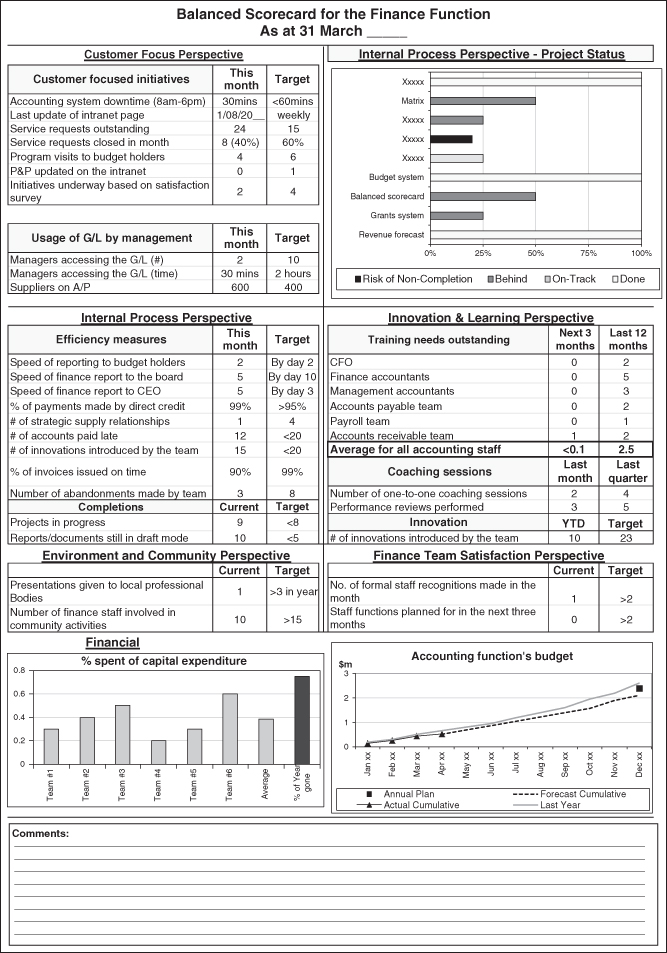 Balanced Scorecard for the Finance Function
As at 31 March _____
Customer Focus Perspective
Customer focused initiatives This month Target
Accounting system downtime (8am-6pm) 30mins <60mins
Last update of intranet page 1/08/20__ weekly
Service requests outstanding 24 15
Service requests closed in month 8 (40%) 60%
Program visits to budget holders 4 6
P&P updated on the intranet 0 1
Initiatives underway based on satisfaction survey 2 4
Usage of G/L by management This month Target
Managers accessing the G/L (#) 2 10
Managers accessing the G/L (time) 30 mins 2 hours
Suppliers on A/P 600 400
Internal Process Perspective - Project Status
Xxxxx
Matrix
Xxxxx
Xxxxx
Xxxxx
Budget system
Balanced scorecard
Grants system
Revenue forecast
0% 25% 50% 75% 100%
Risk of Non-Completion Behind On-Track Done
Internal Process Perspective
Efficiency measures This month Target
Speed of reporting to budget holders 2 By day 2
Speed of finance report to the board 5 By day 10
Speed of finance report to CEO 5 By day 3
% of payments made by direct credit 99% >95%
# of strategic supply relationships 1 4
# of accounts paid late 12 <20
# of innovations introduced by the team 15 <20
% of invoices issued on time 90% 99%
Number of abandonments made by team 3 8
Completions Current Target
Projects in progress 9 <8
Reports/documents still in draft mode 10 <5
Innovation & Learning Perspective
Training needs outstanding Next 3 months Last 12 months
CFO 0 2
Finance accountants 0 5
Management accountants 0 3
Accounts payable team 0 2
Payroll team 0 1
Accounts receivable team 1 2
Average for all accounting staff <0.1 2.5
Coaching sessions Last month Last quarter
Number of one-to-one coaching sessions 2 4
Performance reviews performed 3 5
Innovation YTD Target
# of innovations introduced by the team 10 23
Environment and Community Perspective
Current Target
Presentations given to local professional Bodies 1 >3 in year
Number of finance staff involved in community activities 10 >15
Finance Team Satisfaction Perspective
Current Target
No. of formal staff recognitions made in the month 1 >2
Staff functions planned for in the next three months 0 >2
Financial
% spent of capital expenditure
0.8
0.6
0.4
0.2
0
Team #1 Team #2 Team #3 Team #4 Team #5 Team #6 Average % of Year gone
Accounting function's budget
$m
3
2
1
0
Jan xx Feb xx Mar xx Apr xx May xx Jun xx Jun xx Aug xx Sep xx Oct xx Nov xx Dec xx
Annual Plan Forecast Cumulative
Actual Cumulative Last Year
Comments: